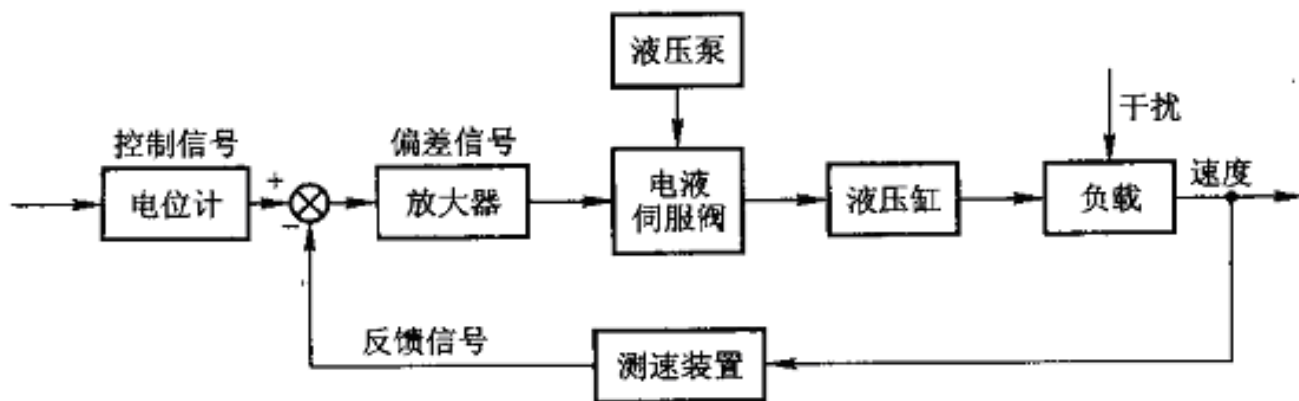 液压泵
干扰
控制信号
偏差信号
速度
电位计
+
放大器
电液
伺服阀
液压缸
负载
−
反馈信号
测速装置